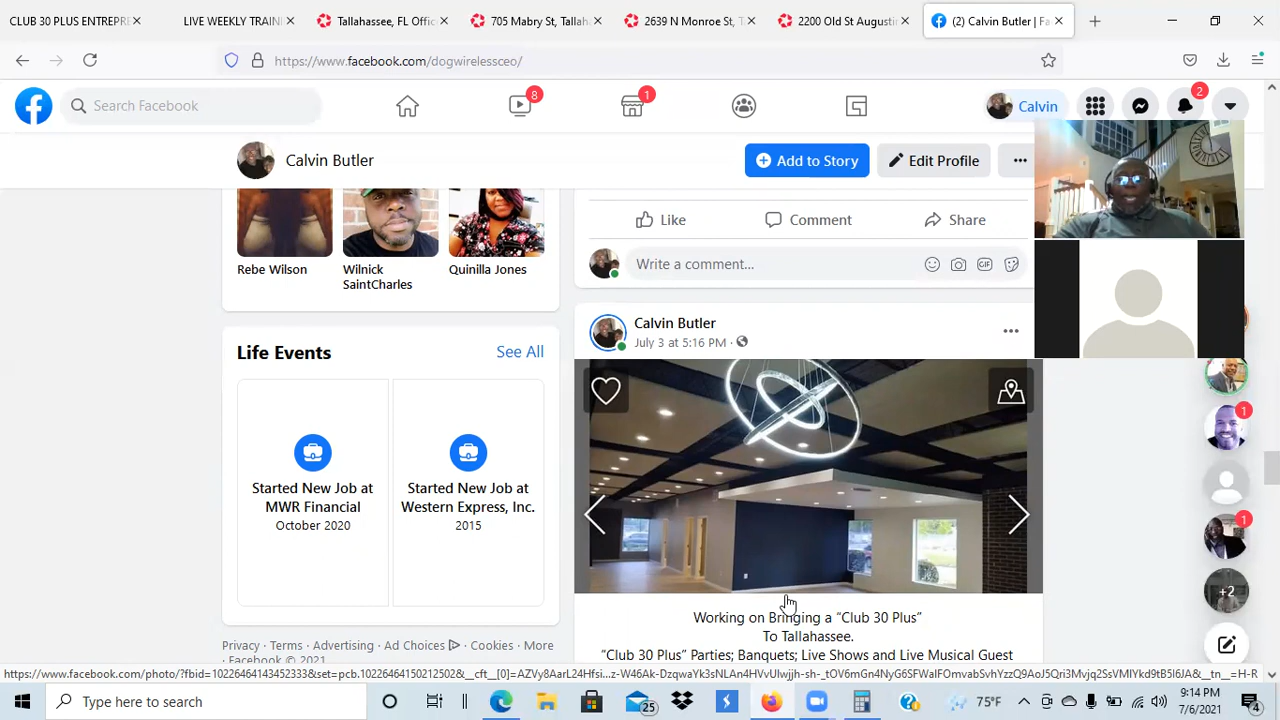 CLUB 30 PLUS ENTREPRE
LIVE WEEKLY TRAINI
Tallahassee, FL Offic
705 Mabry St, Tallah
2639 N Monroe St, T
2200 Old St Augustin
(2) Calvin Butler | Fa
https://www.facebook.com/dogwirelessceo/
Search Facebook
8
1
Calvin
2
Calvin Butler
Add to Story
Edit Profile
Rebe Wilson
Wilnick
SaintCharles
Quinilla Jones
Like
Comment
Share
Write a comment...
GIF
Calvin Butler
July 3 at 5:16 PM ·
Life Events
See All
Started New Job at
MWR Financial
October 2020
Started New Job at
Western Express, Inc.
2015
1
1
+2
Working on Bringing a “Club 30 Plus”
To Tallahassee.
“Club 30 Plus” Parties; Banquets; Live Shows and Live Musical Guest
Privacy · Terms · Advertising · Ad Choices · Cookies · More
· Facebook © 2021
Type here to search
25
75°F
9:14 PM
7/6/2021
4